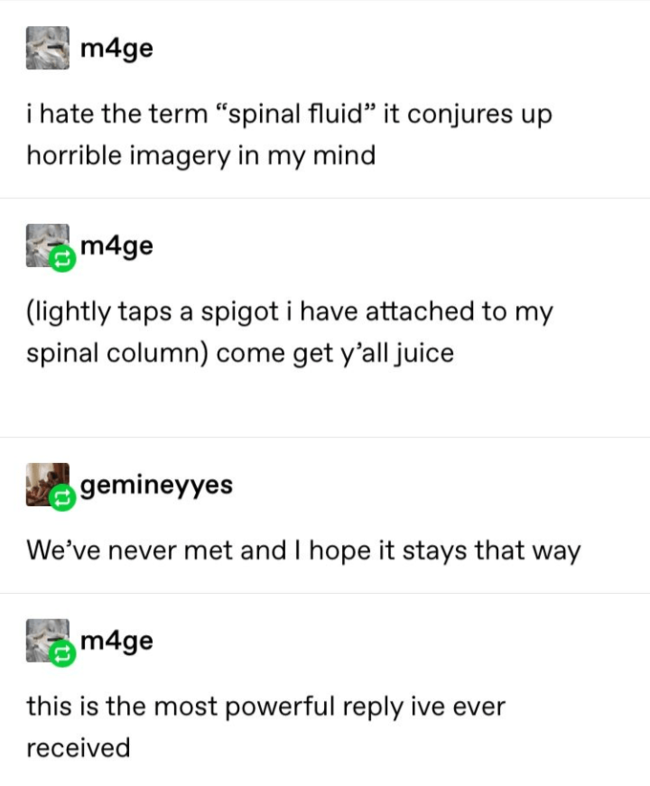 m4ge
i hate the term “spinal fluid” it conjures up
horrible imagery in my mind
m4ge
(lightly taps a spigot i have attached to my
spinal column) come get y’all juice
gemineyyes
We’ve never met and I hope it stays that way
m4ge
this is the most powerful reply ive ever
received